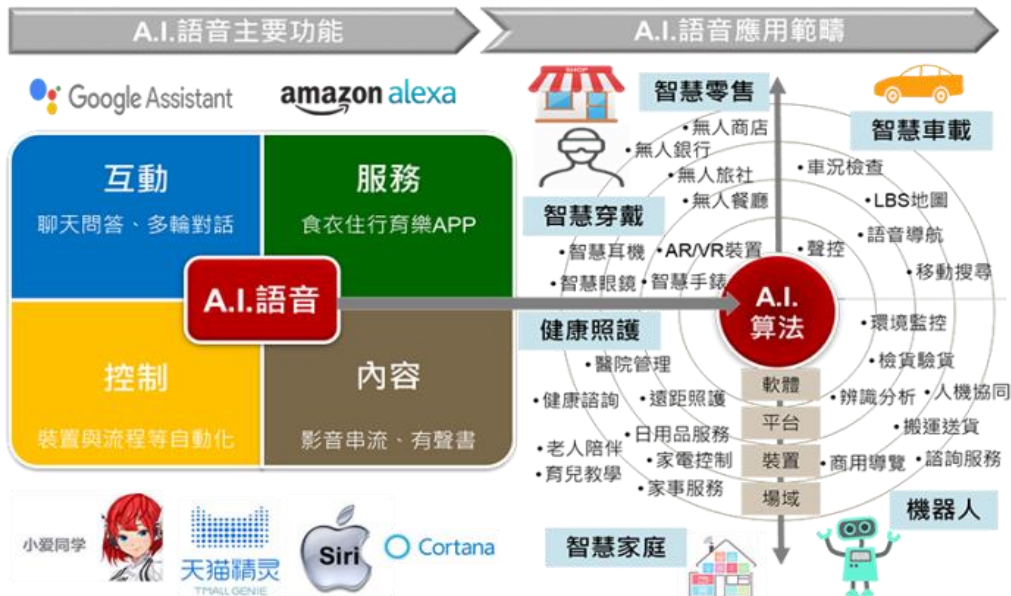 A.I.語音主要功能
A.I.語音應用範疇
Google Assistant
amazon alexa
互動
聊天問答、多輪對話
服務
食衣住行育樂APP
A.I.語音
控制
裝置與流程等自動化
內容
影音串流、有聲書
小爱同学
天猫精灵
TMALL GENIE
Siri
Cortana
SHOP
智慧零售
•無人商店
•無人銀行
•無人旅社
•無人餐廳
智慧車載
•車況檢查
•LBS地圖
•語音導航
•聲控
•移動搜尋
智慧穿戴
•智慧耳機
•AR/VR裝置
•智慧眼鏡
•智慧手錶
A.I.
算法
軟體
平台
裝置
場域
健康照護
•醫院管理
•健康諮詢
•遠距照護
•日用品服務
•老人陪伴
•家電控制
•育兒教學
•家事服務
智慧家庭
•環境監控
•檢貨驗貨
•辨識分析
•人機協同
•搬運送貨
•商用導覽
•諮詢服務
機器人